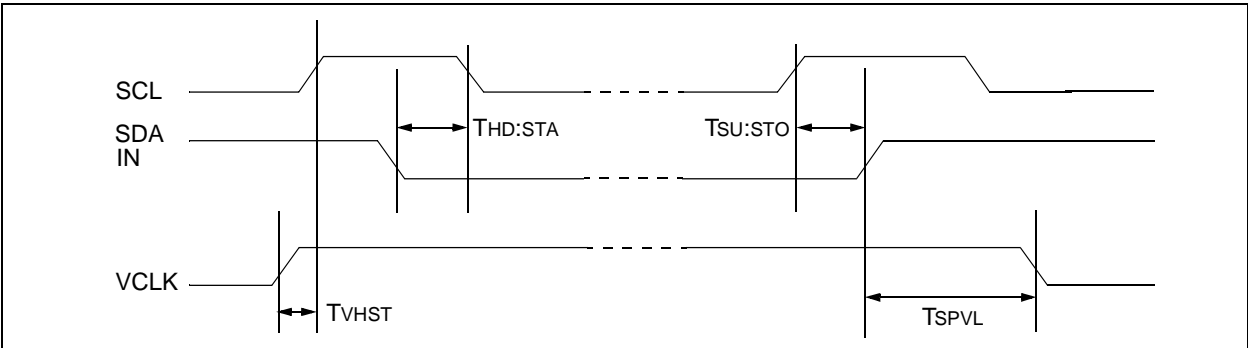 SCL
THD:STA
TSU:STO
SDA
IN
VCLK
TVHST
TSPVL